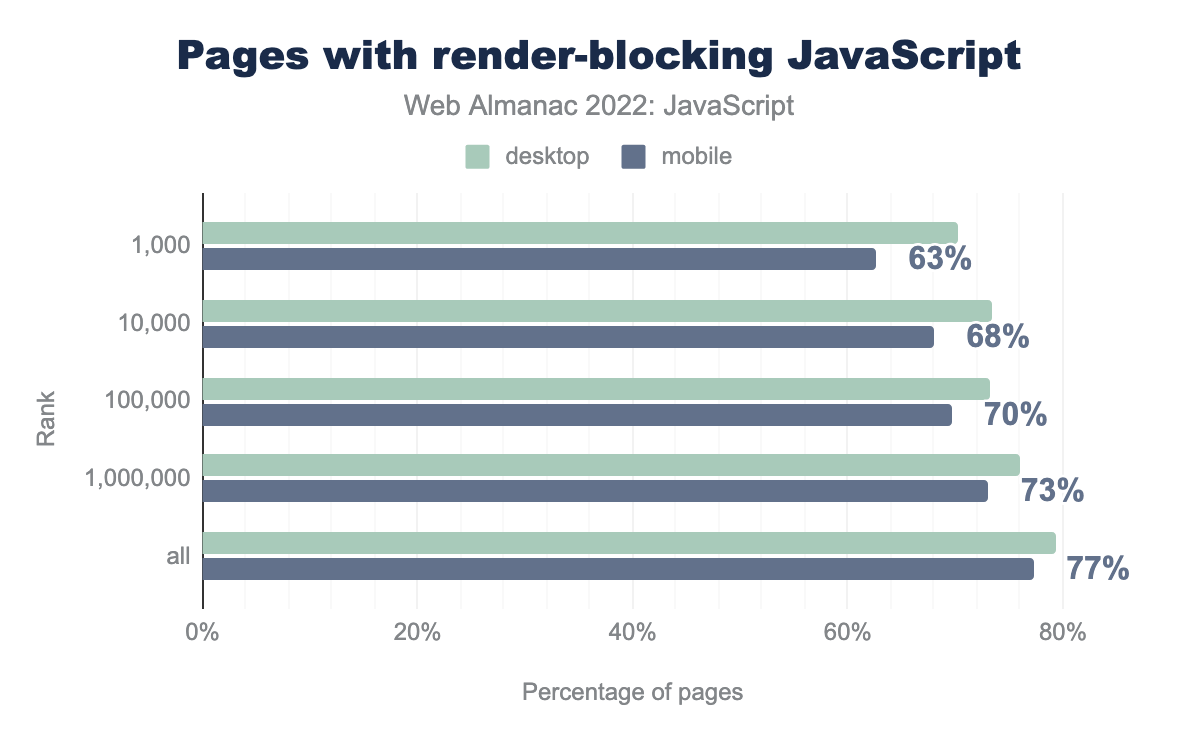 Pages with render-blocking JavaScript
Web Almanac 2022: JavaScript
desktop mobile
1,000
63%
10,000
68%
100,000
70%
1,000,000
73%
all
77%
Rank
0% 20% 40% 60% 80%
Percentage of pages